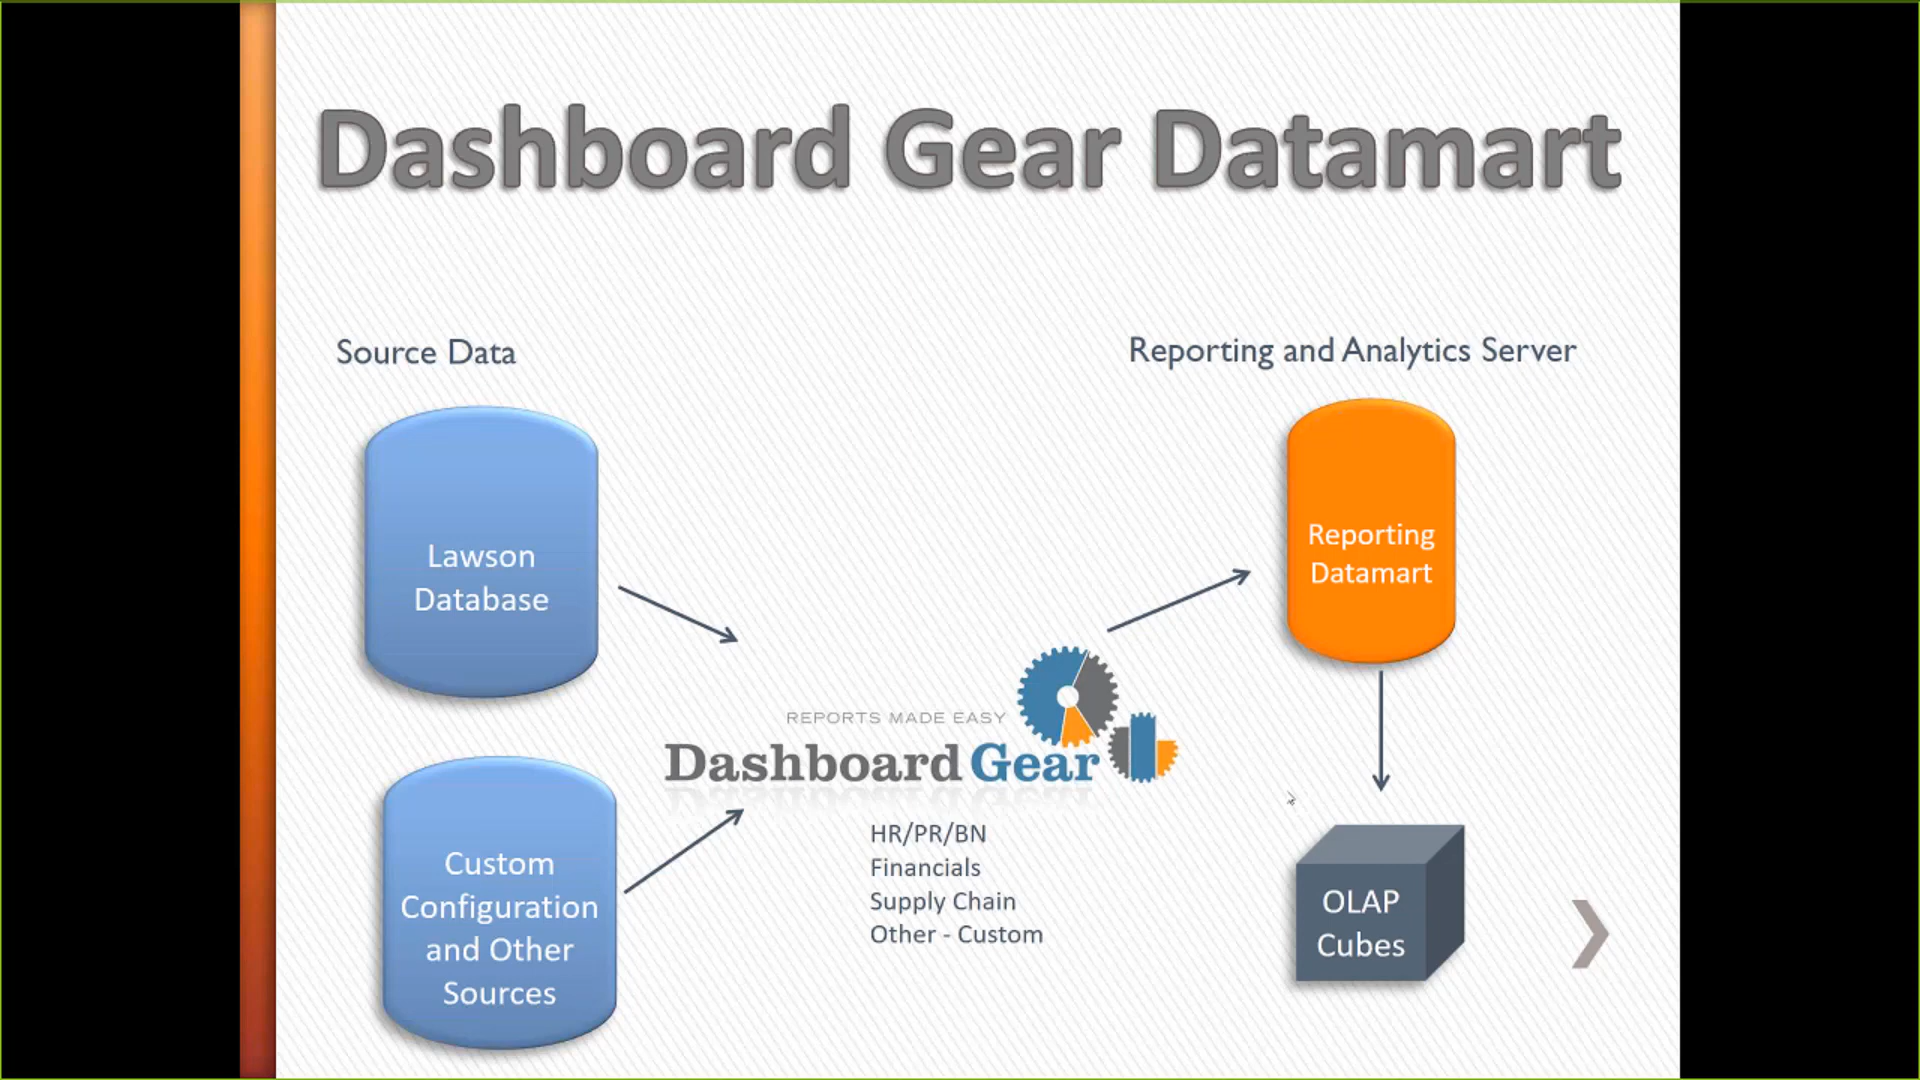 Dashboard Gear Datamart
Source Data
Reporting and Analytics Server
Lawson
Database
Reporting
Datamart
REPORTS MADE EASY
Dashboard Gear
HR/PR/BN
Financials
Supply Chain
Other - Custom
Custom
Configuration
and Other
Sources
OLAP
Cubes